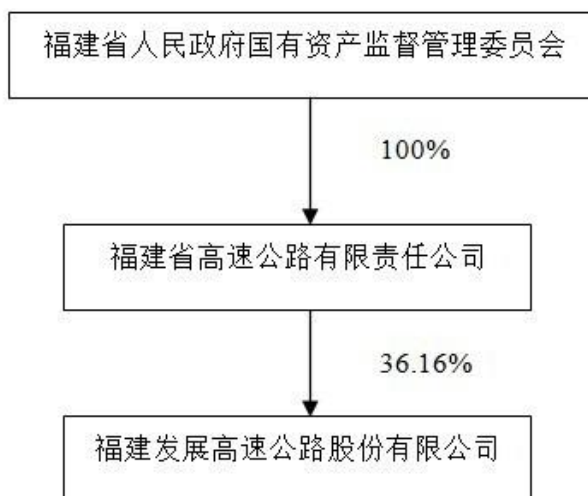 福建省人民政府国有资产监督管理委员会
100%
福建省高速公路有限责任公司
36.16%
福建发展高速公路股份有限公司